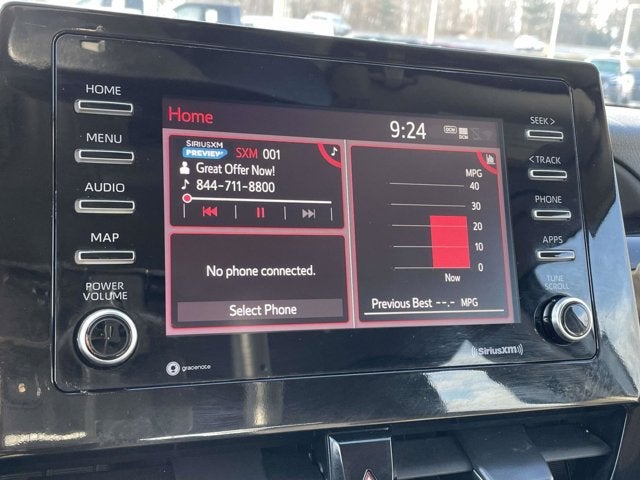 HOME
MENU
AUDIO
MAP
POWER
VOLUME
Home
9:24
DCM
DCM
SIRIUSXM
PREVIEW
SXM 001
Great Offer Now!
844-711-8800
No phone connected.
Select Phone
MPG
40
30
20
10
0
Now
Previous Best --.- MPG
SEEK >
< TRACK
PHONE
APPS
TUNE
SCROLL
gracenote
((SiriusXM))